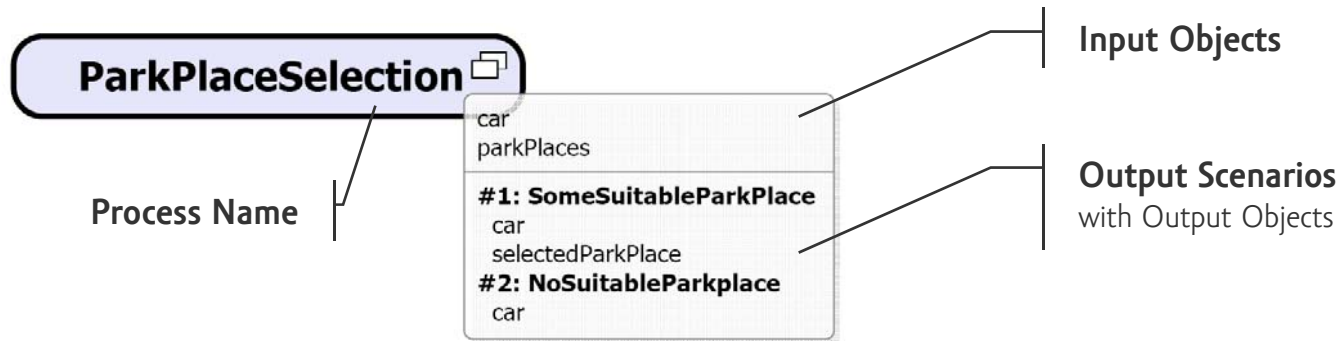 ParkPlaceSelection
car
parkPlaces
#1: SomeSuitableParkPlace
car
selectedParkPlace
#2: NoSuitableParkplace
car
Process Name
Input Objects
Output Scenarios
with Output Objects